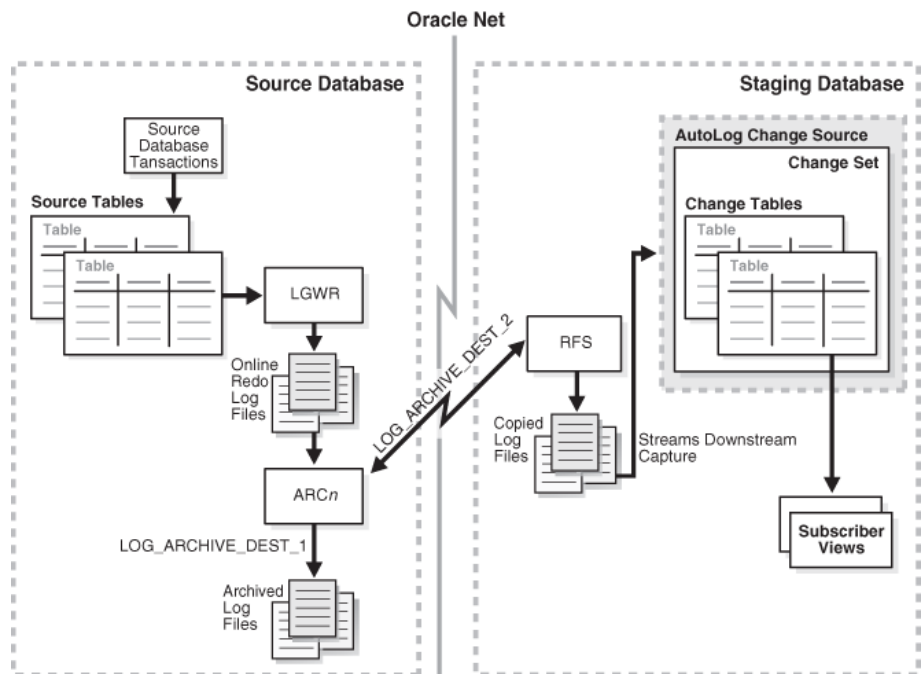 Oracle Net
Source Database
Source
Database
Tansactions
Source Tables
Table
Table
LGWR
Online
Redo
Log
Files
ARCn
LOG_ARCHIVE_DEST_1
Archived
Log
Files
LOG_ARCHIVE_DEST_2
Staging Database
AutoLog Change Source
Change Set
Change Tables
Table
Table
RFS
Copied
Log
Files
Streams Downstream
Capture
Subscriber
Views